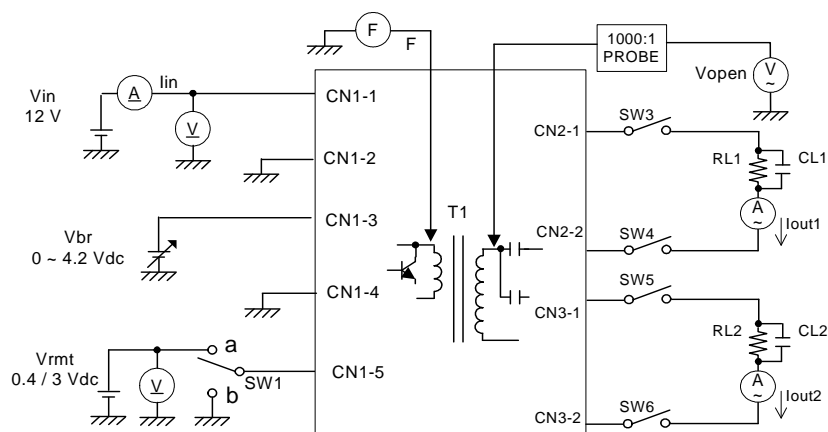 F
F
1000:1
PROBE
Vopen
V
~
Vin
12 V
A
Iin
V
CN1-1
CN1-2
CN1-3
Vbr
0 ~ 4.2 Vdc
CN1-4
Vrmt
0.4 / 3 Vdc
V
a
b
SW1
CN1-5
T1
CN2-1
SW3
RL1
CL1
A
~
Iout1
CN2-2
SW4
CN3-1
SW5
RL2
CL2
A
~
Iout2
CN3-2
SW6